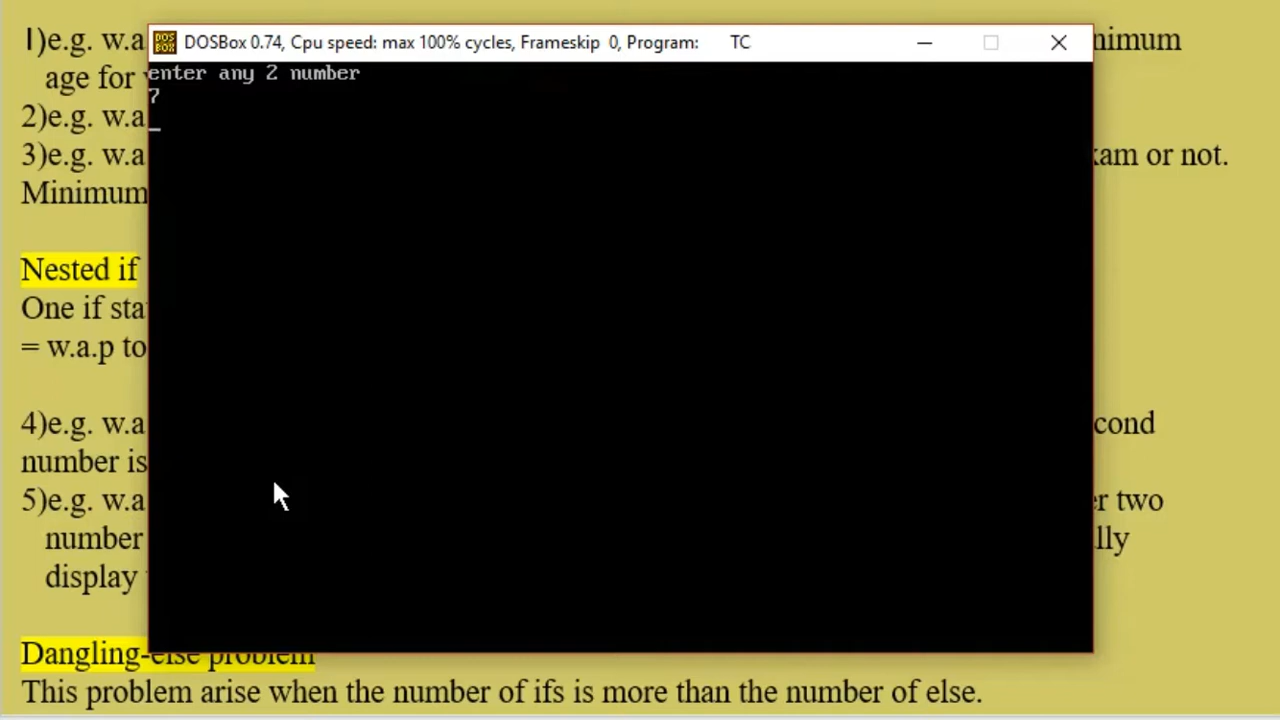 1)e.g. w.a
age for
2)e.g. w.a
3)e.g. w.a
Minimum
Nested if
One if sta
= w.a.p to
4)e.g. w.a
number is
5)e.g. w.a
number
display
Dangling-else problem
This problem arise when the number of ifs is more than the number of else.
DOSBox 0.74, Cpu speed: max 100% cycles, Frameskip 0, Program: TC
enter any 2 number
7
nimum
xam or not.
cond
er two
lly